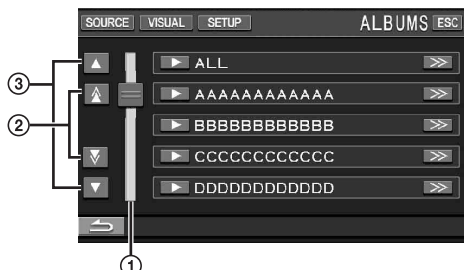 SOURCE VISUAL SETUP ALBUMS ESC
ALL
AAAAAAAAAAAA
BBBBBBBBBBBB
CCCCCCCCCCCC
DDDDDDDDDDDD
③
②
①